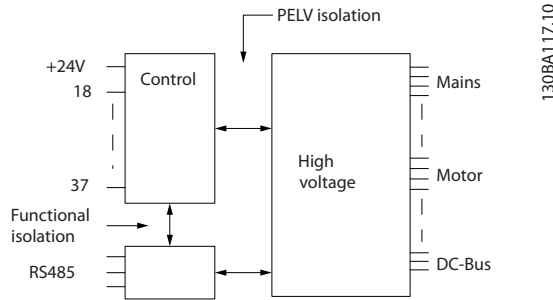 PELV isolation
130BA117.10
+24V
Control
Mains
18
High
voltage
Motor
37
Functional
isolation
DC-Bus
RS485